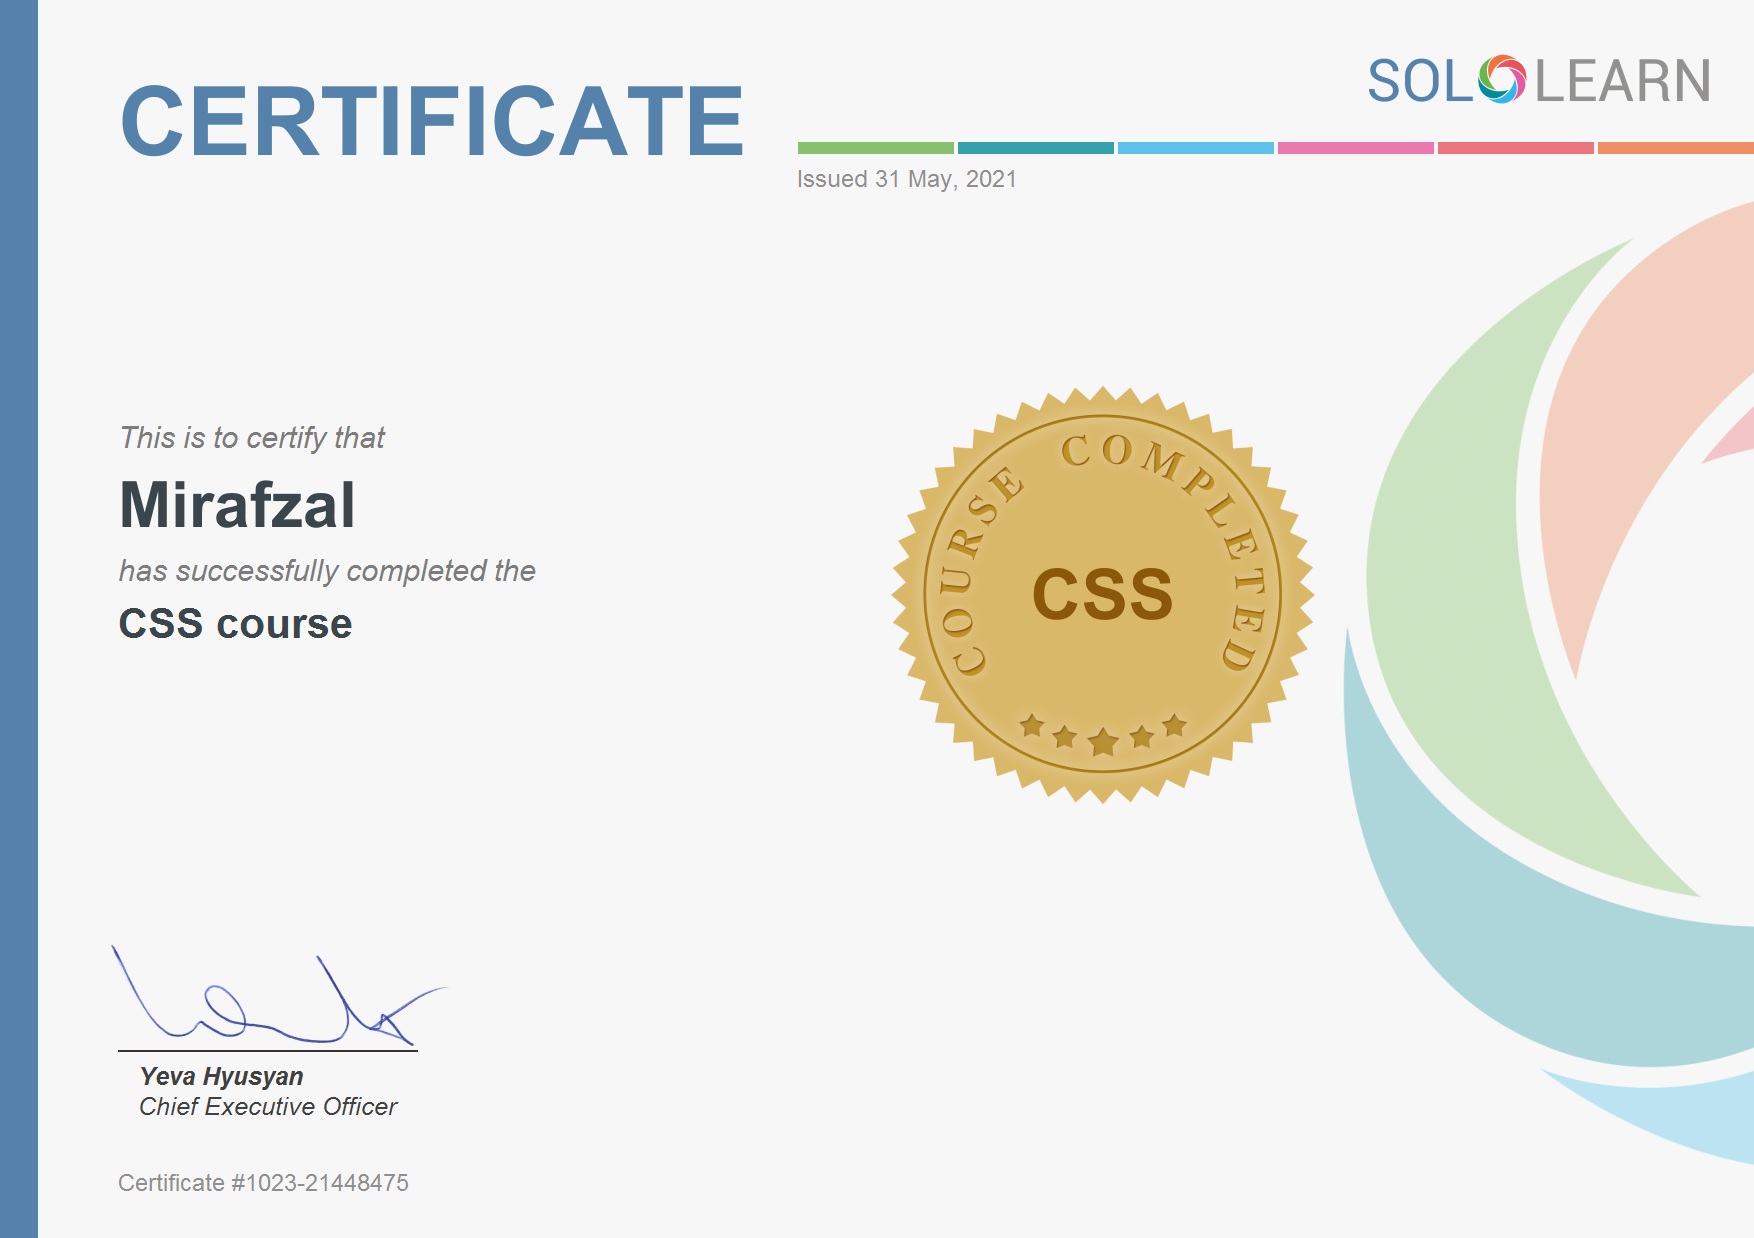 CERTIFICATE
SOLOLEARN
Issued 31 May, 2021
This is to certify that
Mirafzal
has successfully completed the
CSS course
COURSE COMPLETED
CSS
Yeva Hyusyan
Chief Executive Officer
Certificate #1023-21448475